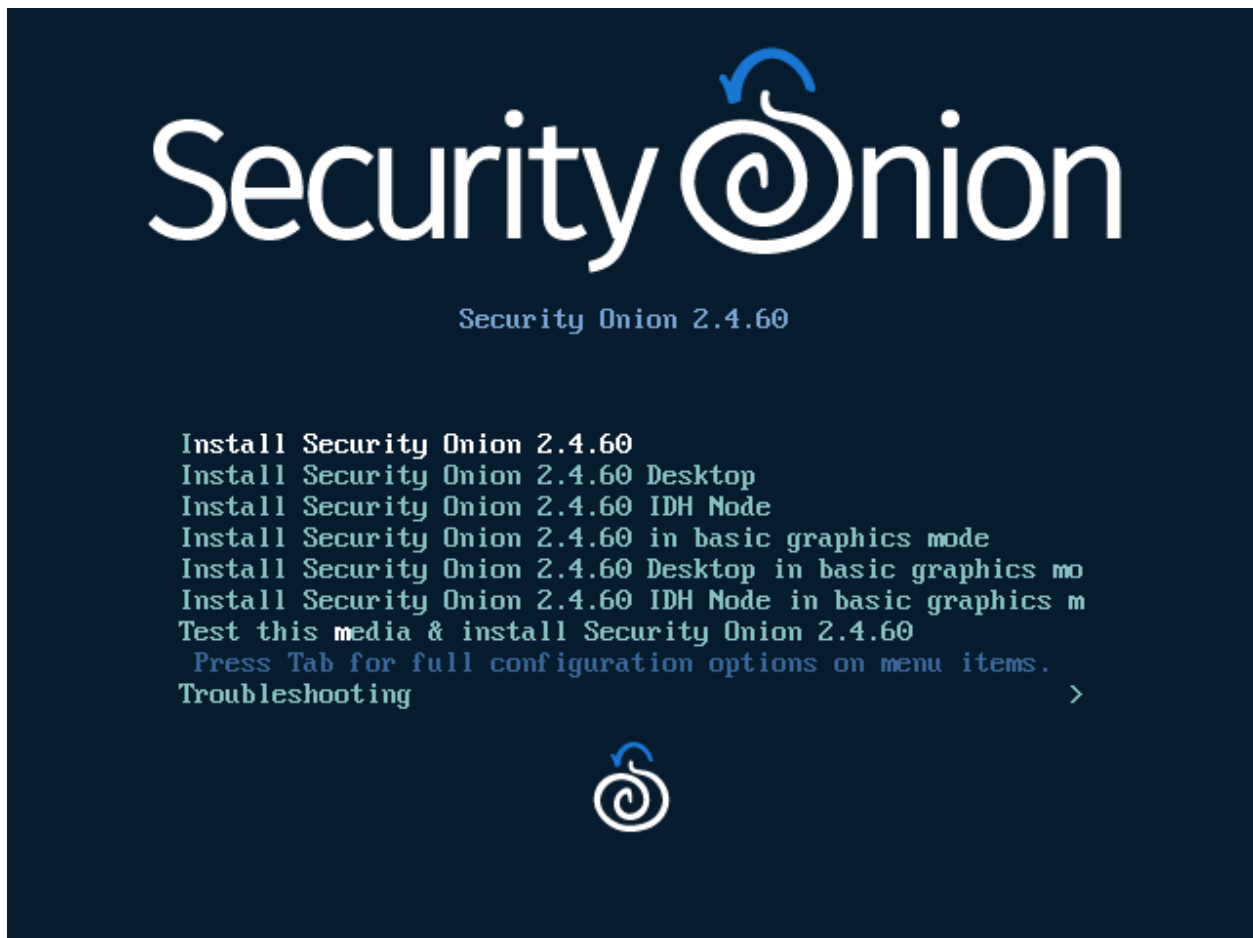 Security Onion
Security Onion 2.4.60
Install Security Onion 2.4.60
Install Security Onion 2.4.60 Desktop
Install Security Onion 2.4.60 IDH Node
Install Security Onion 2.4.60 in basic graphics mode
Install Security Onion 2.4.60 Desktop in basic graphics mo
Install Security Onion 2.4.60 IDH Node in basic graphics m
Test this media & install Security Onion 2.4.60
Press Tab for full configuration options on menu items.
Troubleshooting >